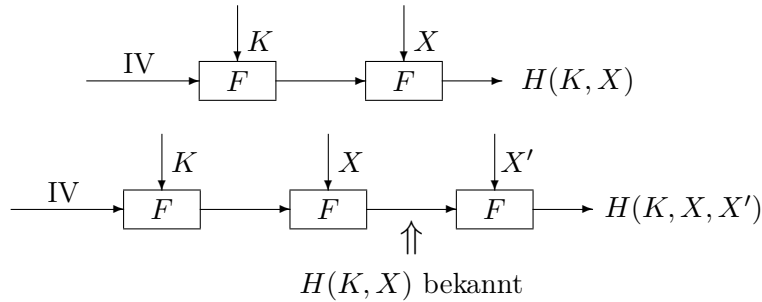 K X
IV F F H(K, X)
K X X′
IV F F F H(K, X, X′)
⇑
H(K, X) bekannt